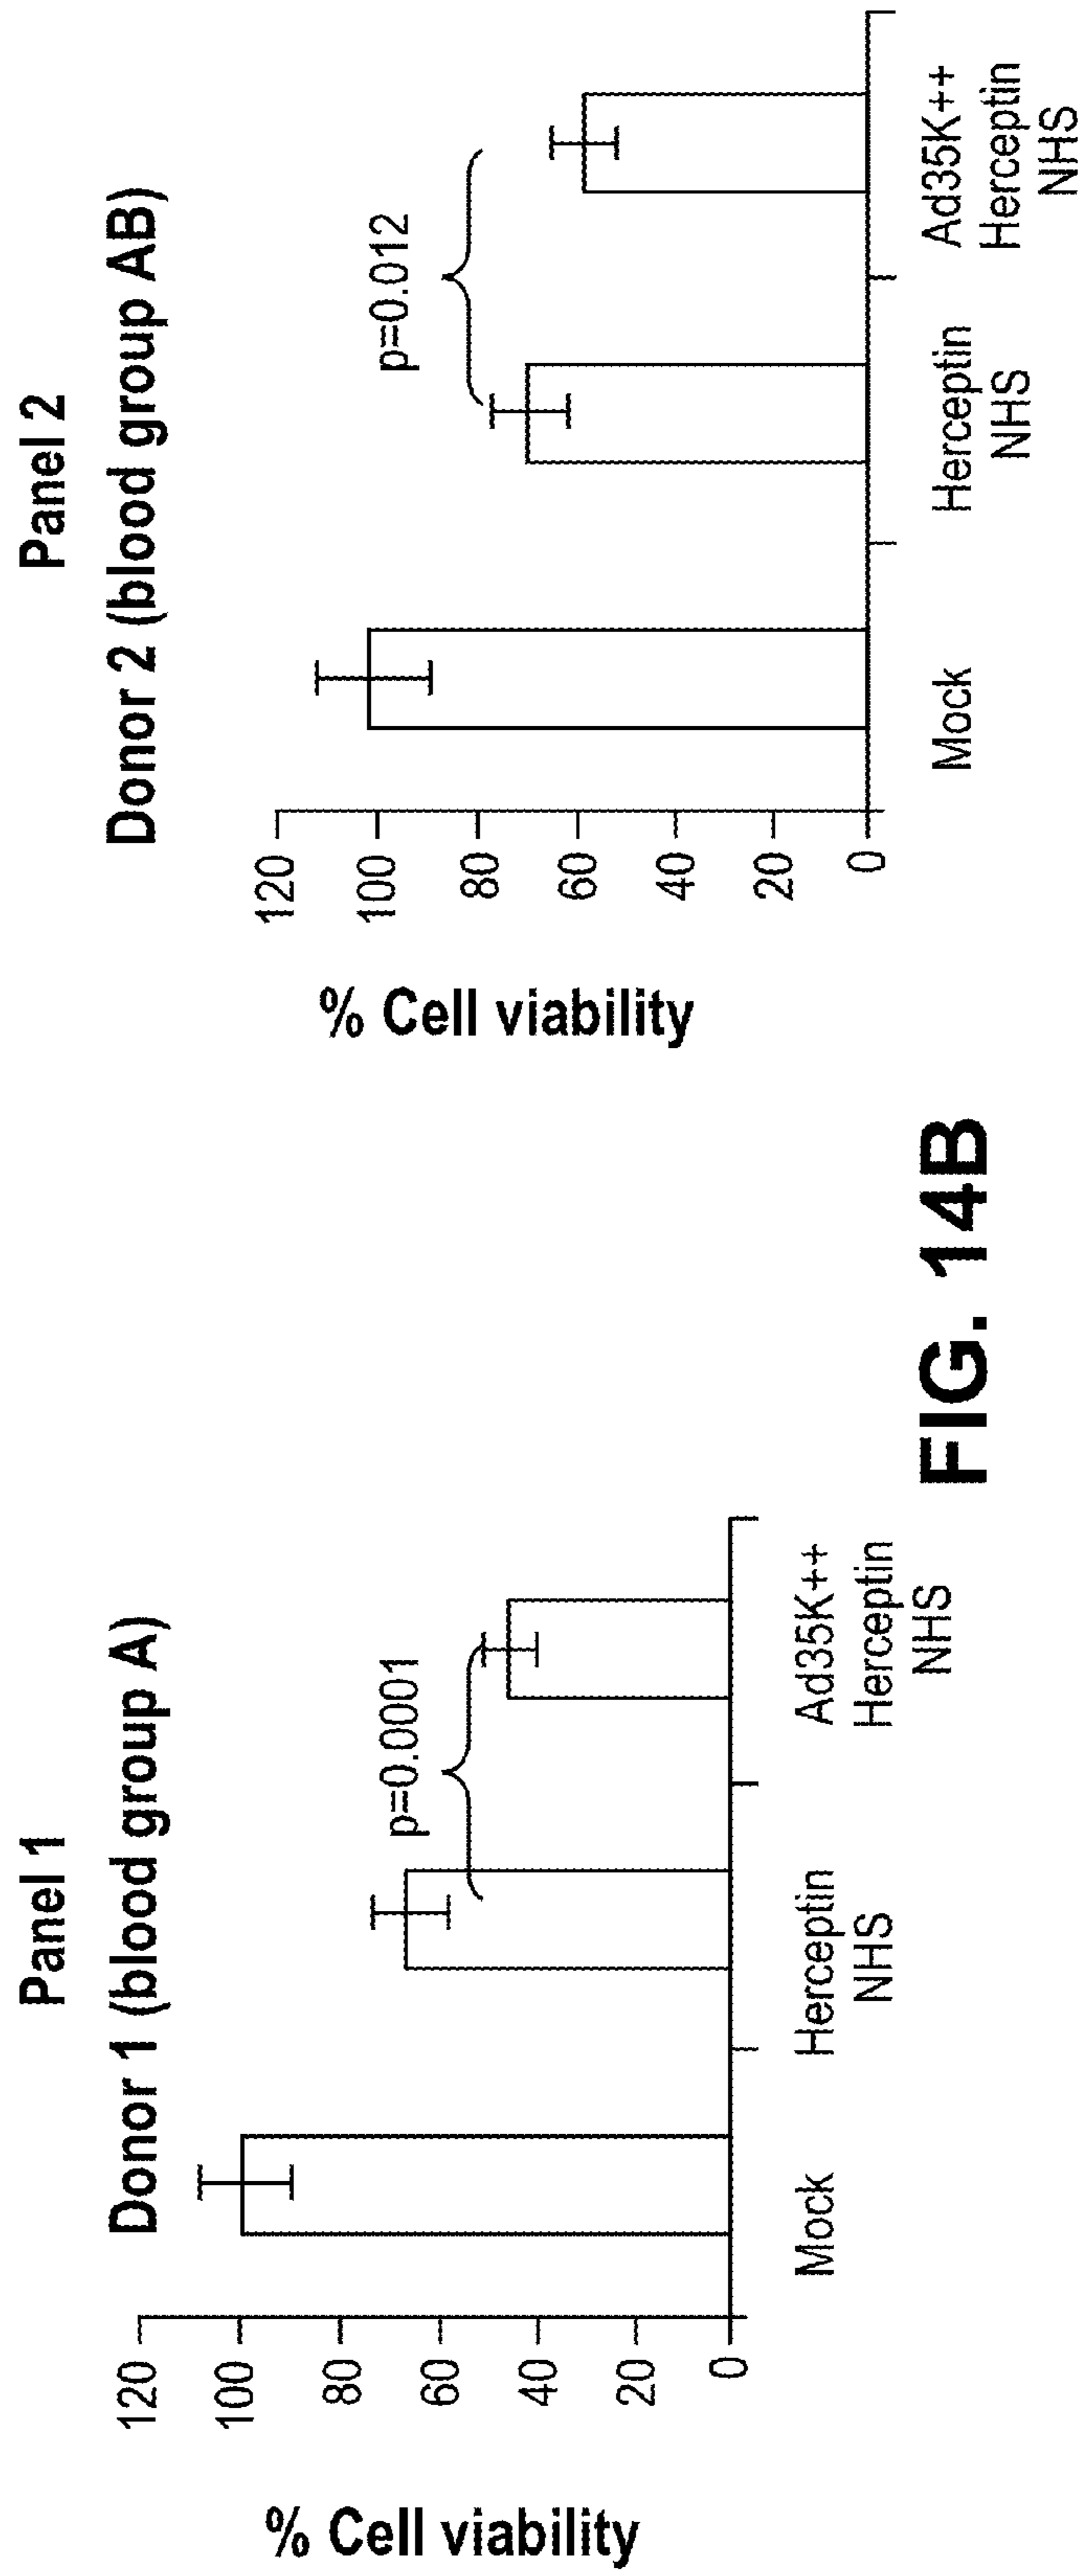 Panel 1
Donor 1 (blood group A)
% Cell viability
120
100
80
60
40
20
0
p=0.0001
Mock
Herceptin
NHS
Ad35K++
Herceptin
NHS
Panel 2
Donor 2 (blood group AB)
% Cell viability
120
100
80
60
40
20
0
p=0.012
Mock
Herceptin
NHS
Ad35K++
Herceptin
NHS
FIG. 14B